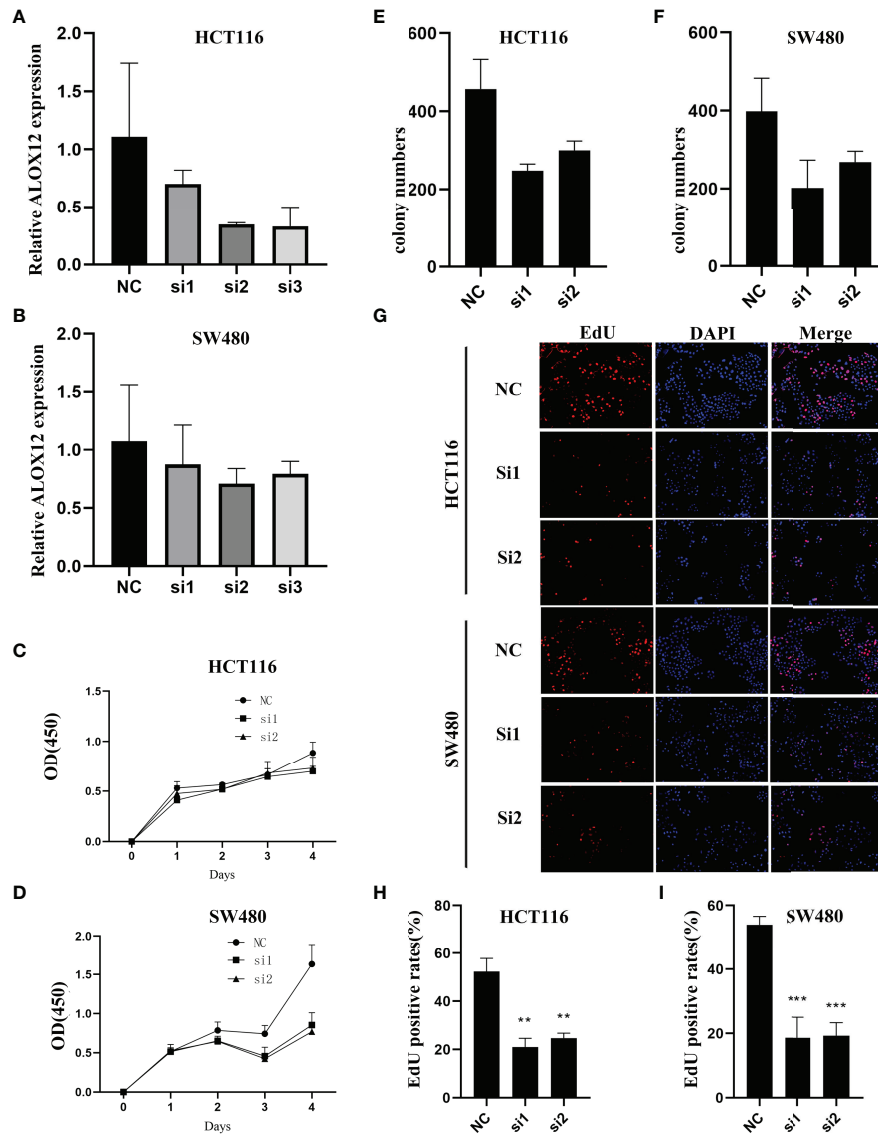 A
HCT116
Relative ALOX12 expression
2.0
1.5
1.0
0.5
0.0
NC si1 si2 si3
B
SW480
Relative ALOX12 expression
2.0
1.5
1.0
0.5
0.0
NC si1 si2 si3
C
HCT116
OD(450)
1.5
1.0
0.5
0.0
NC
si1
si2
0 1 2 3 4
Days
D
SW480
OD(450)
2.0
1.5
1.0
0.5
0.0
NC
si1
si2
0 1 2 3 4
Days
E
HCT116
colony numbers
600
400
200
0
NC si1 si2
F
SW480
colony numbers
600
400
200
0
NC si1 si2
G
EdU DAPI Merge
HCT116
NC
Si1
Si2
SW480
NC
Si1
Si2
H
HCT116
EdU positive rates(%)
80
60
40
20
0
** **
NC si1 si2
I
SW480
EdU positive rates(%)
60
40
20
0
*** ***
NC si1 si2